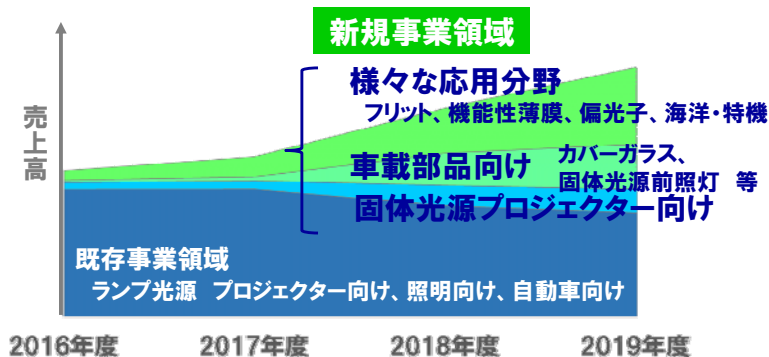 新規事業領域
様々な応用分野
フリット、機能性薄膜、偏光子、海洋・特機
車載部品向け
カバーガラス、
固体光源前照灯 等
固体光源プロジェクター向け
売上高
既存事業領域
ランプ光源 プロジェクター向け、照明向け、自動車向け
2016年度 2017年度 2018年度 2019年度